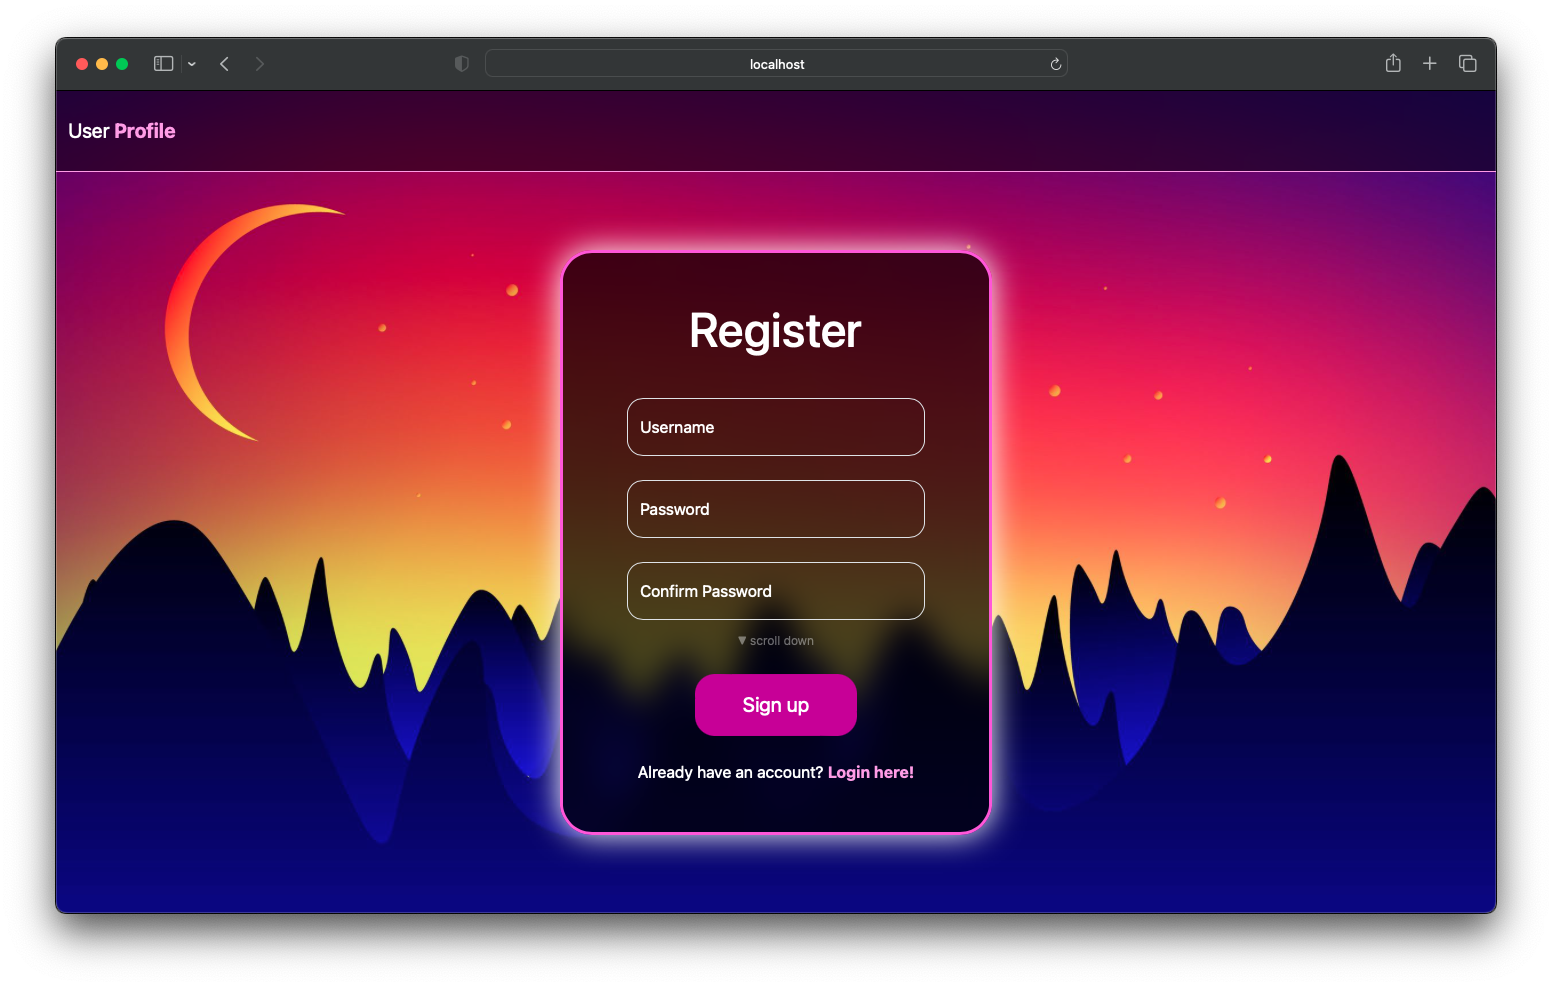 localhost
User Profile
Register
Username
Password
Confirm Password
▼ scroll down
Sign up
Already have an account? Login here!